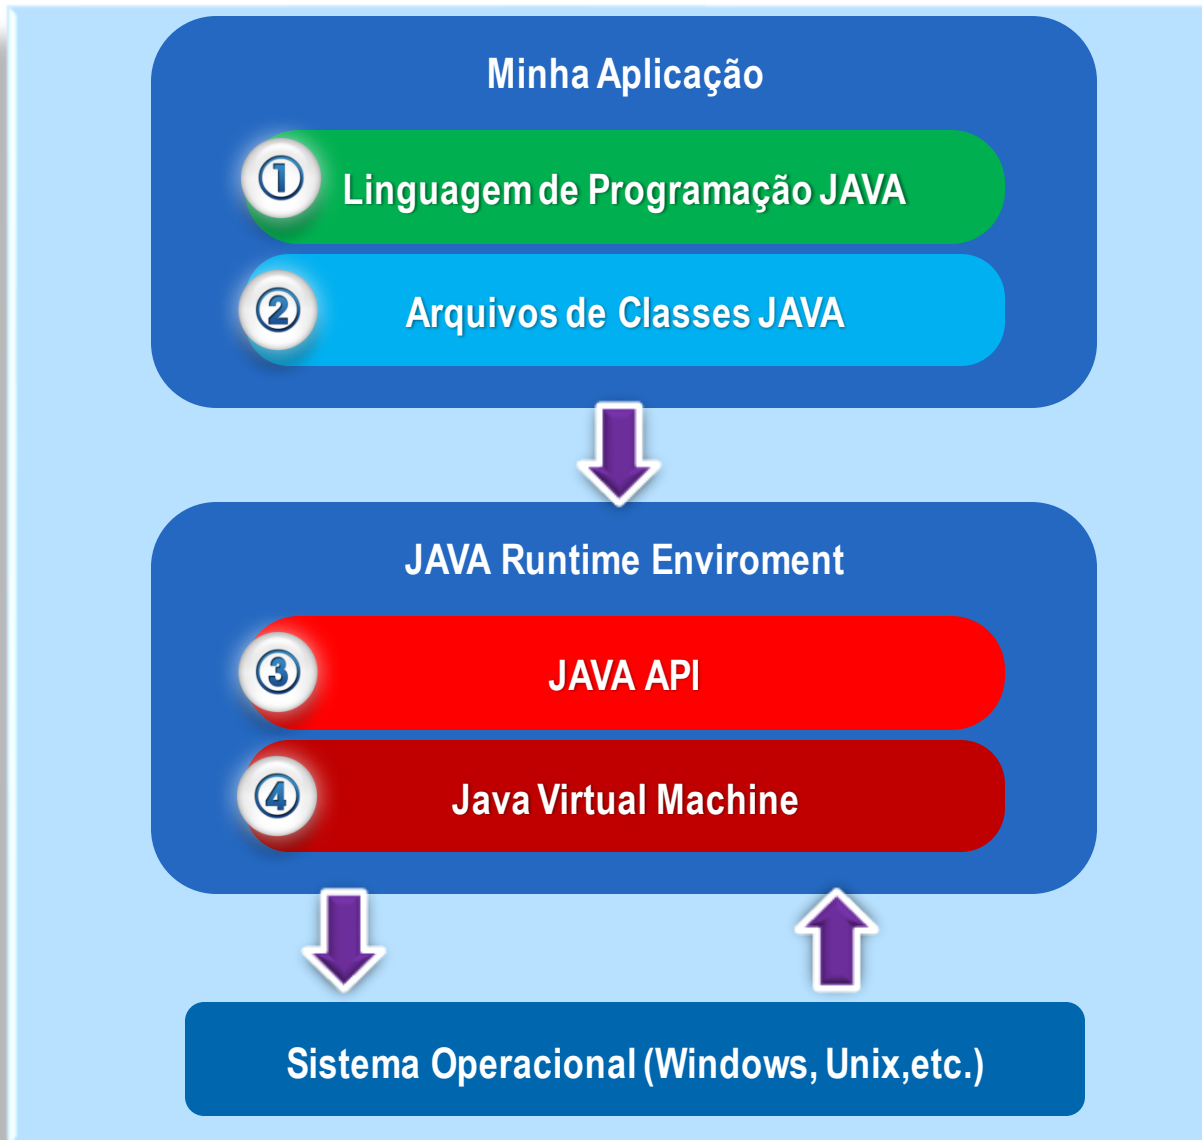 Minha Aplicação
① Linguagem de Programação JAVA
② Arquivos de Classes JAVA
JAVA Runtime Enviroment
③ JAVA API
④ Java Virtual Machine
Sistema Operacional (Windows, Unix,etc.)